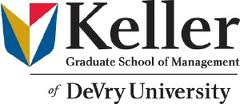 Keller
Graduate School of Management
of DeVry University